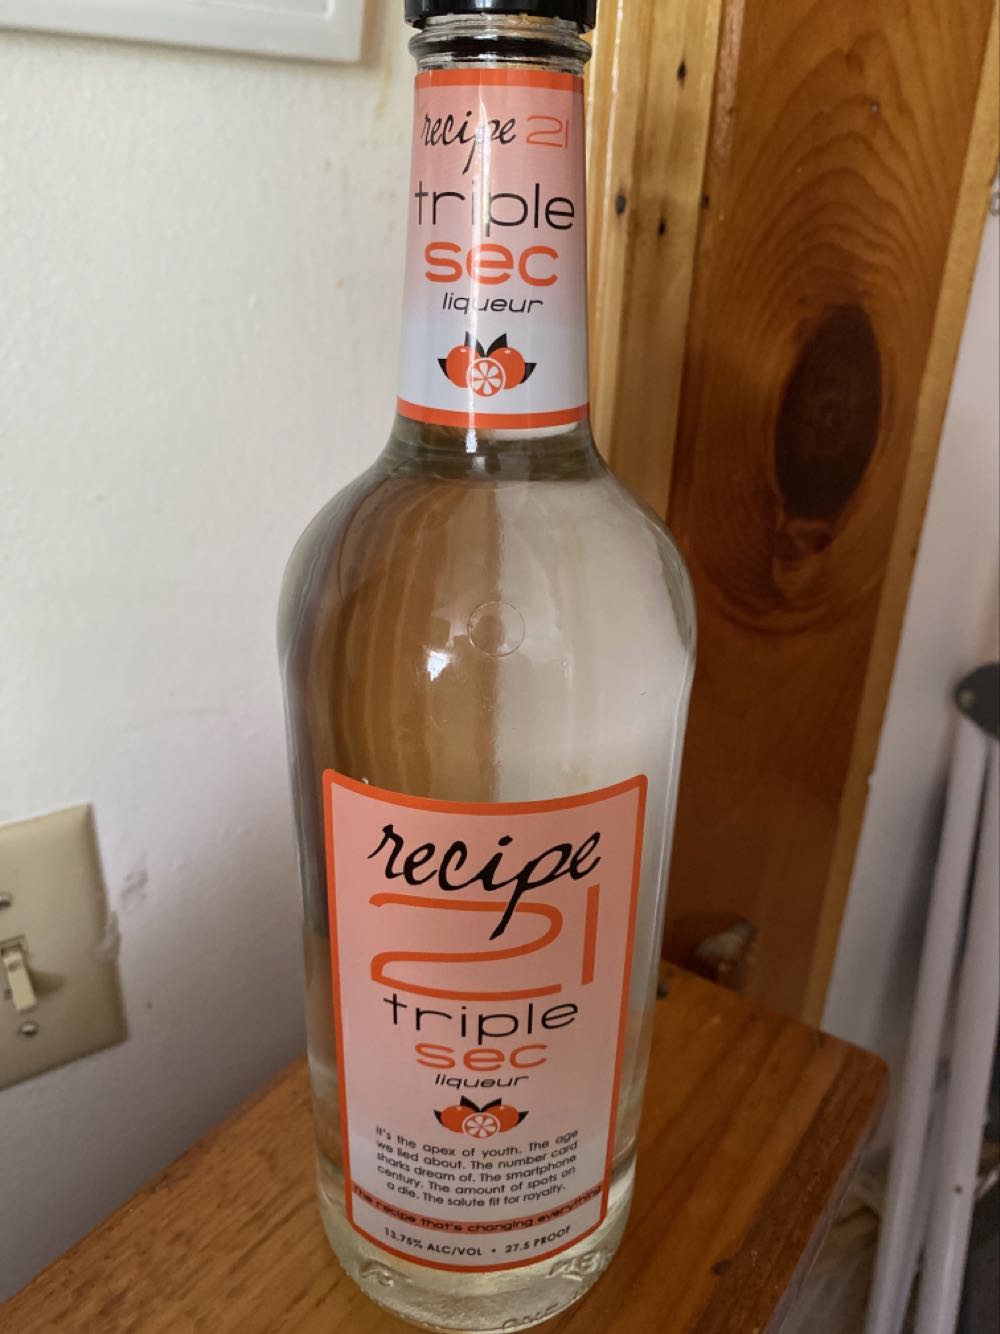 recipe 21
triple
sec
liqueur
recipe
21
triple
sec
liqueur
It's the apex of youth. The age
we lied about. The number card
sharks dream of. The smartphone
century. The amount of spots on
a die. The salute fit for royalty.
The recipe that's changing everything
13.75% ALC/VOL • 27.5 PROOF